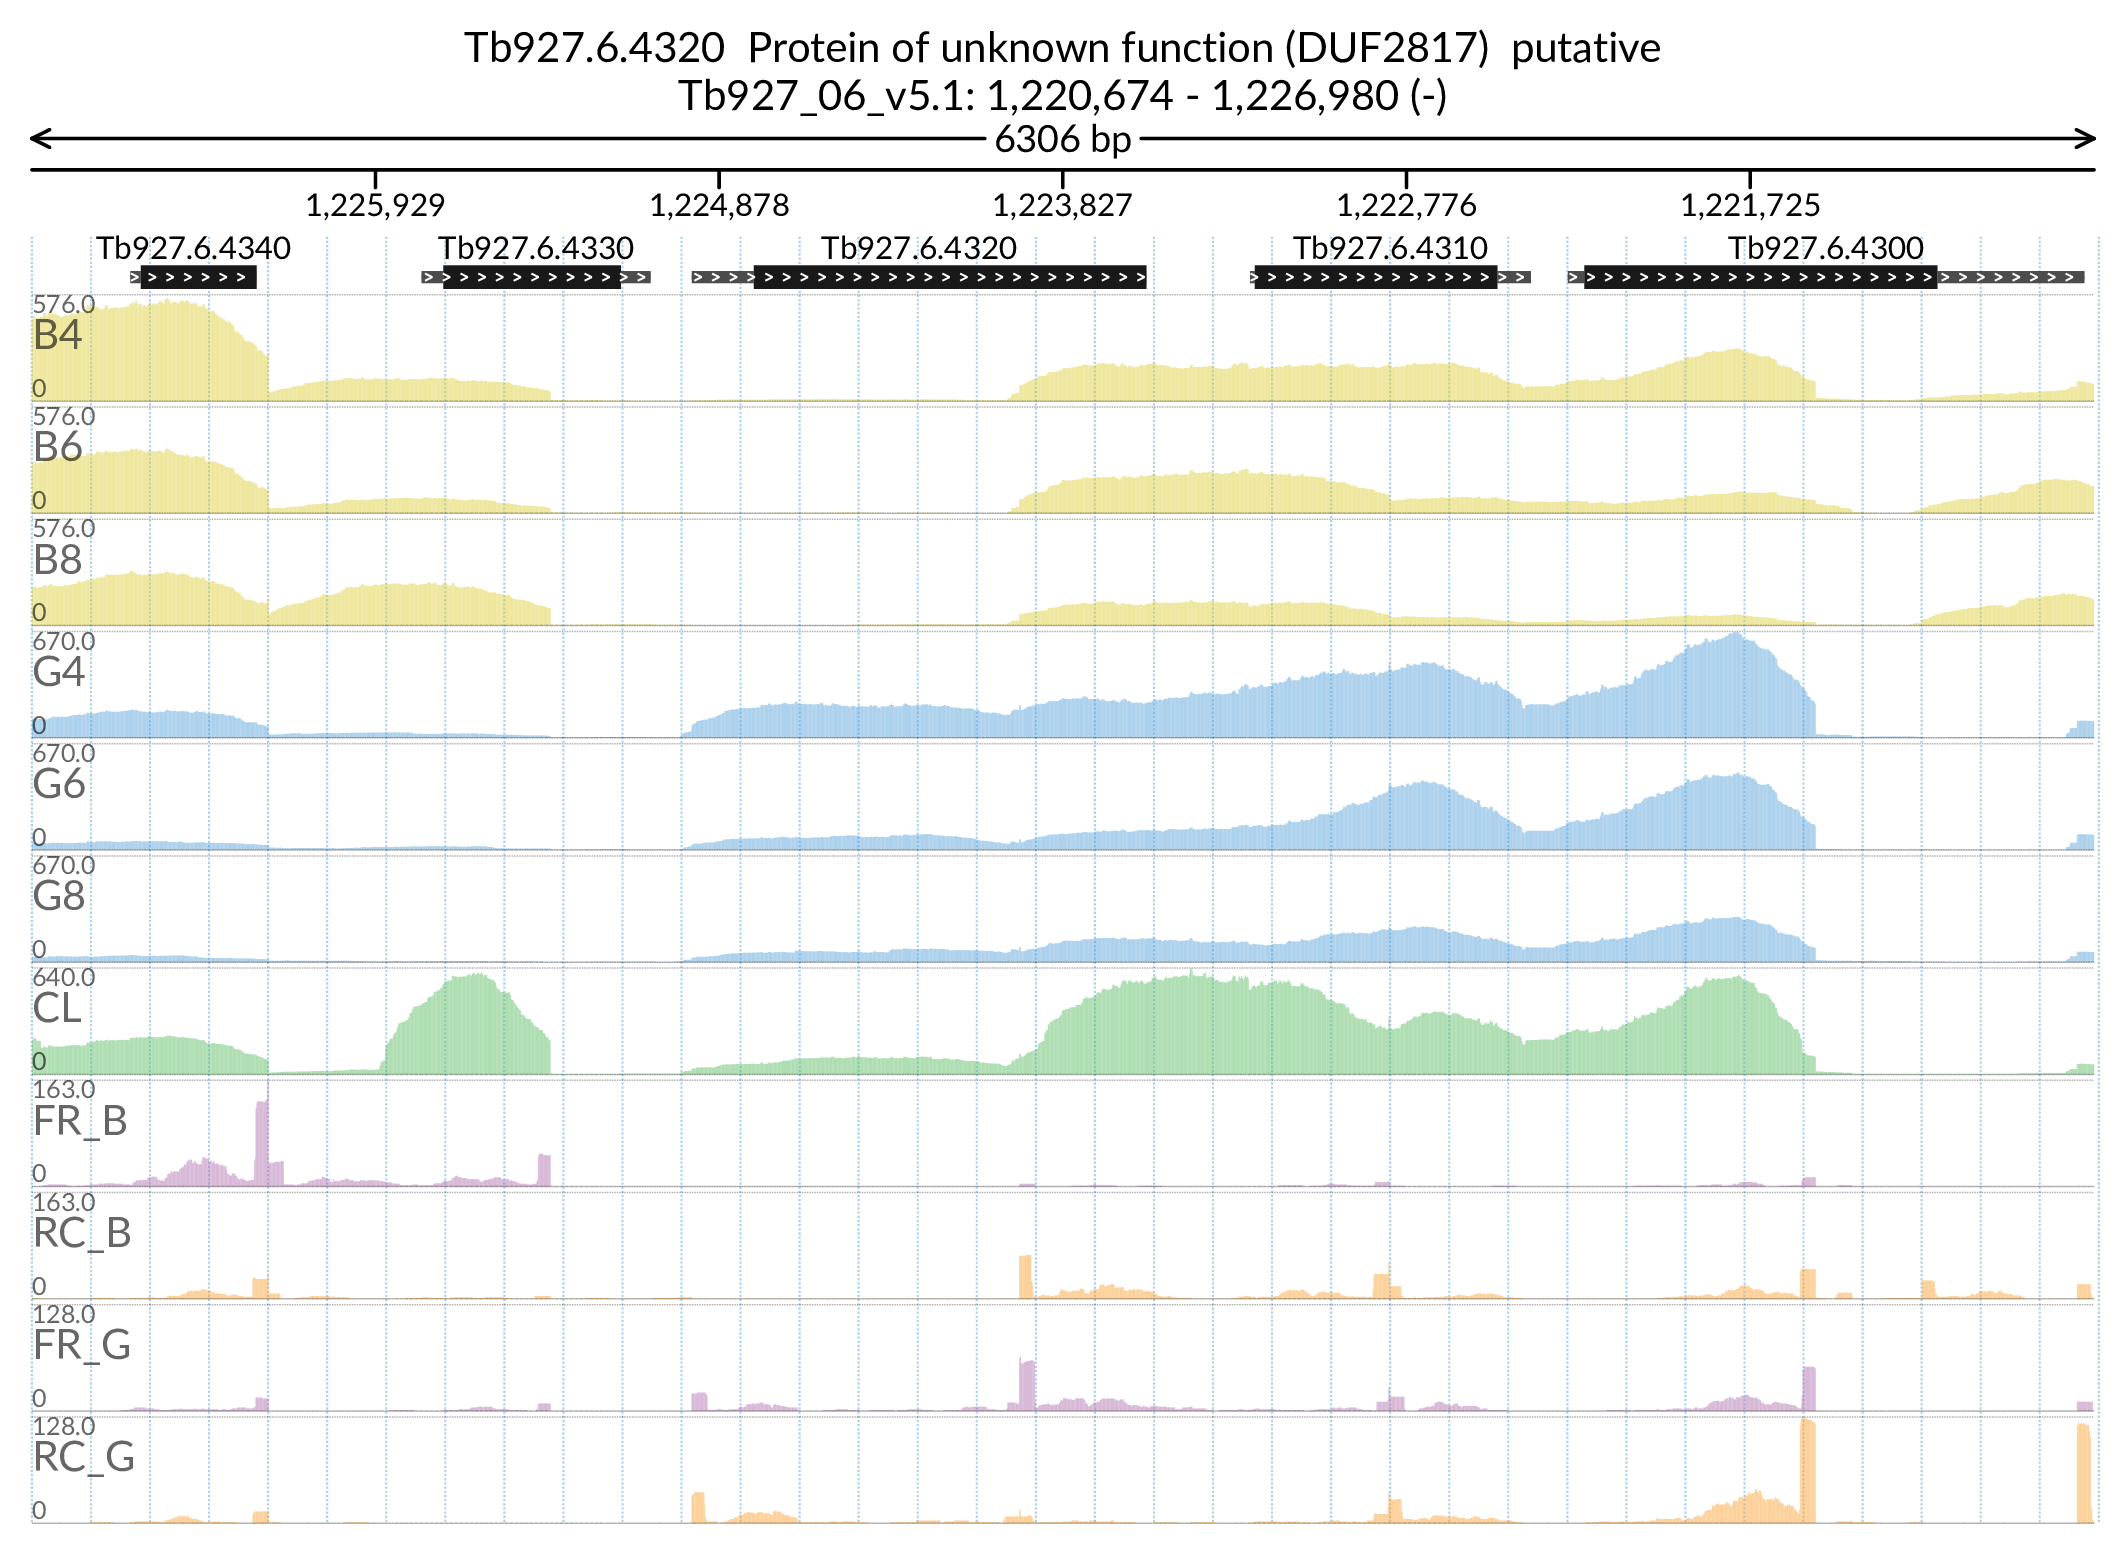 Tb927.6.4320  Protein of unknown function (DUF2817)  putative
Tb927_06_v5.1: 1,220,674 - 1,226,980 (-)
6306 bp
1,225,929 1,224,878 1,223,827 1,222,776 1,221,725
Tb927.6.4340 Tb927.6.4330 Tb927.6.4320 Tb927.6.4310 Tb927.6.4300
576.0
B4
0
576.0
B6
0
576.0
B8
0
670.0
G4
0
670.0
G6
0
670.0
G8
0
640.0
CL
0
163.0
FR_B
0
163.0
RC_B
0
128.0
FR_G
0
128.0
RC_G
0